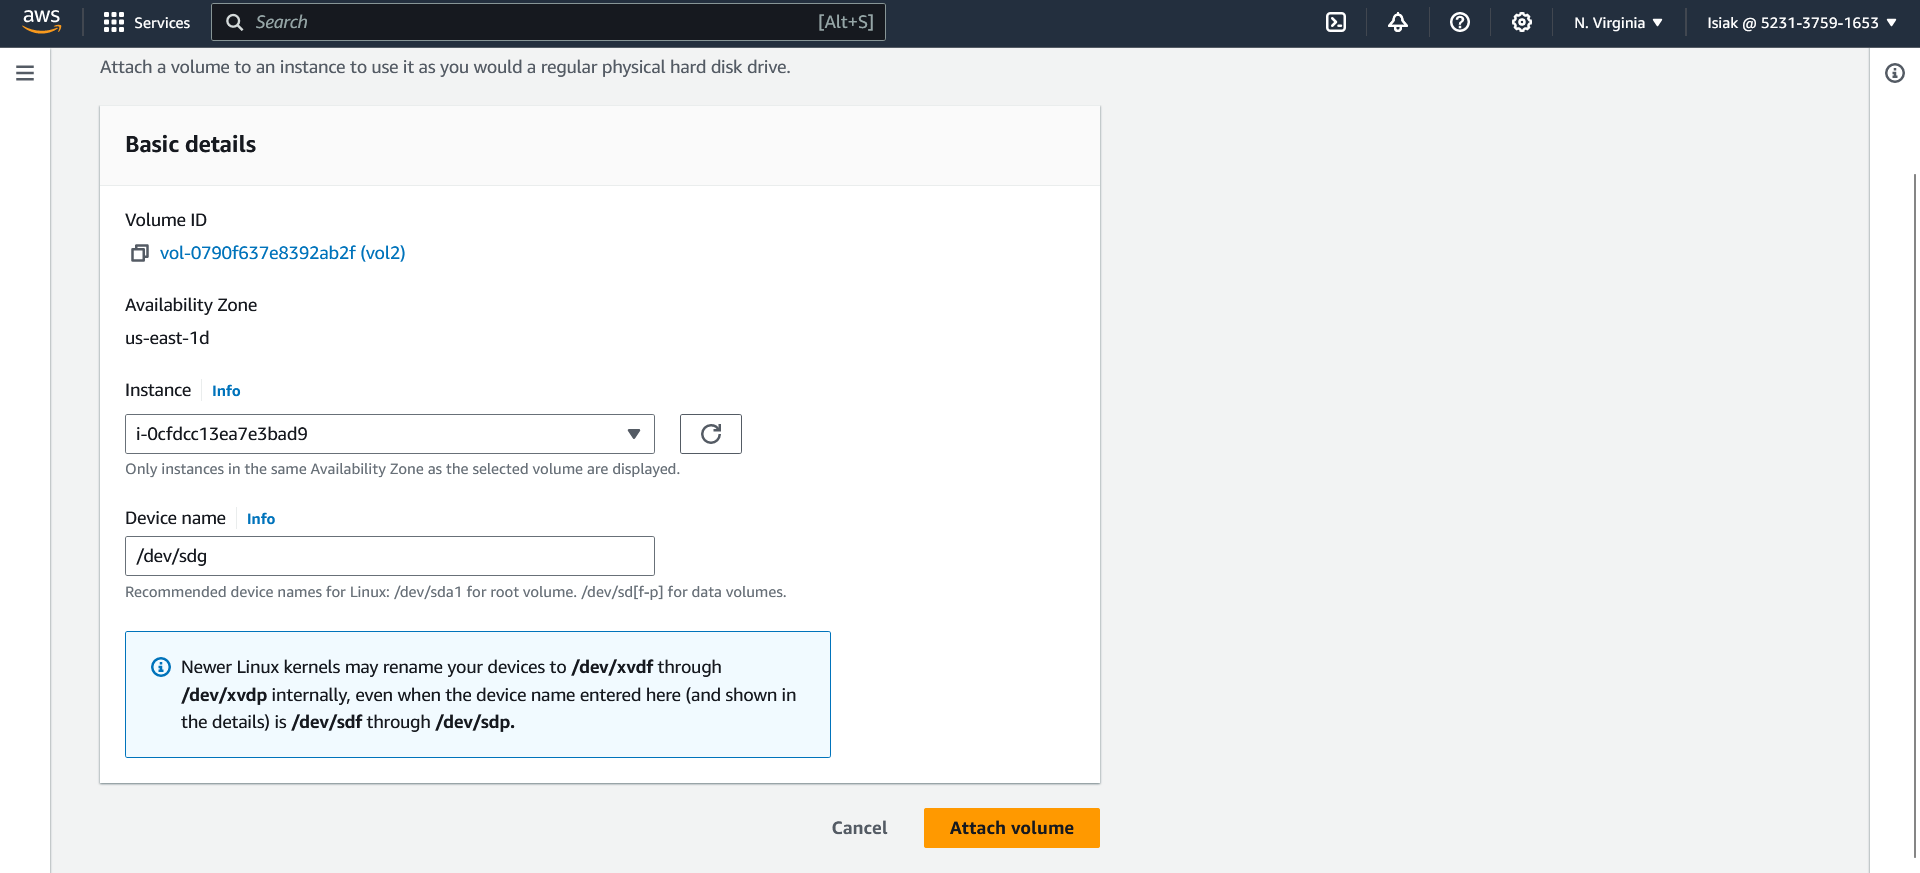 aws Services Search [Alt+S] N. Virginia Isiak @ 5231-3759-1653
Attach a volume to an instance to use it as you would a regular physical hard disk drive.
Basic details
Volume ID
vol-0790f637e8392ab2f (vol2)
Availability Zone
us-east-1d
Instance Info
i-0cfdcc13ea7e3bad9
Only instances in the same Availability Zone as the selected volume are displayed.
Device name Info
/dev/sdg
Recommended device names for Linux: /dev/sda1 for root volume. /dev/sd[f-p] for data volumes.
Newer Linux kernels may rename your devices to /dev/xvdf through
/dev/xvdp internally, even when the device name entered here (and shown in
the details) is /dev/sdf through /dev/sdp.
Cancel Attach volume